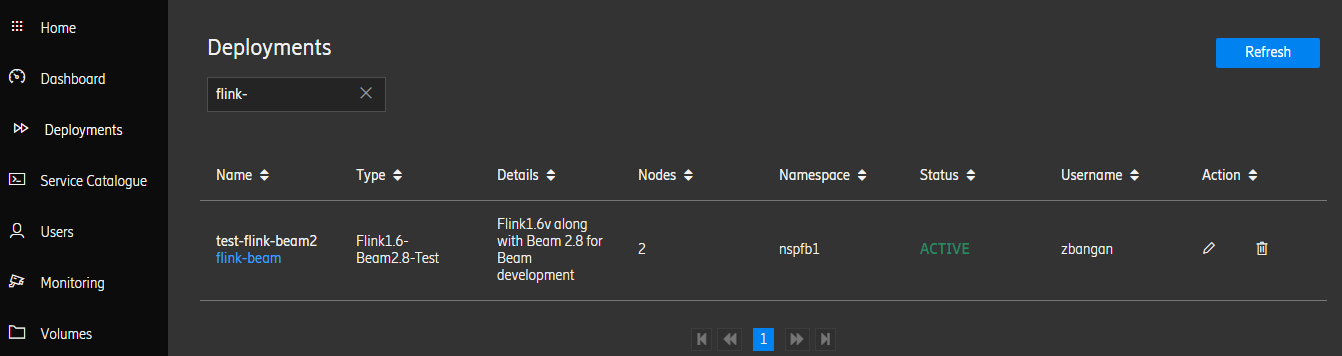 Home
Dashboard
Deployments
Service Catalogue
Users
Monitoring
Volumes
Deployments
Refresh
flink-
Name Type Details Nodes Namespace Status Username Action
test-flink-beam2
flink-beam
Flink1.6-
Beam2.8-Test
Flink1.6v along
with Beam 2.8 for
Beam
development
2
nspfb1
ACTIVE
zbangan
1